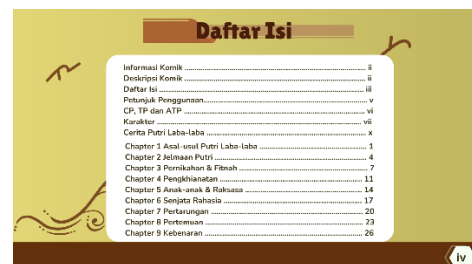 Daftar Isi
Informasi Komik ........................................ ii
Deskripsi Komik ........................................ ii
Daftar Isi ........................................ iii
Petunjuk Penggunaan........................................ v
CP, TP dan ATP ........................................ vi
Karakter ........................................ vii
Cerita Putri Laba-laba ........................................ x
Chapter 1 Asal-usul Putri Laba-laba ........................................ 1
Chapter 2 Jelmaan Putri ........................................ 4
Chapter 3 Pernikahan & Fitnah ........................................ 7
Chapter 4 Pengkhianatan ........................................ 11
Chapter 5 Anak-anak & Raksasa ........................................ 14
Chapter 6 Senjata Rahasia ........................................ 17
Chapter 7 Pertarungan ........................................ 20
Chapter 8 Pertemuan ........................................ 23
Chapter 9 Kebenaran ........................................ 26
iv